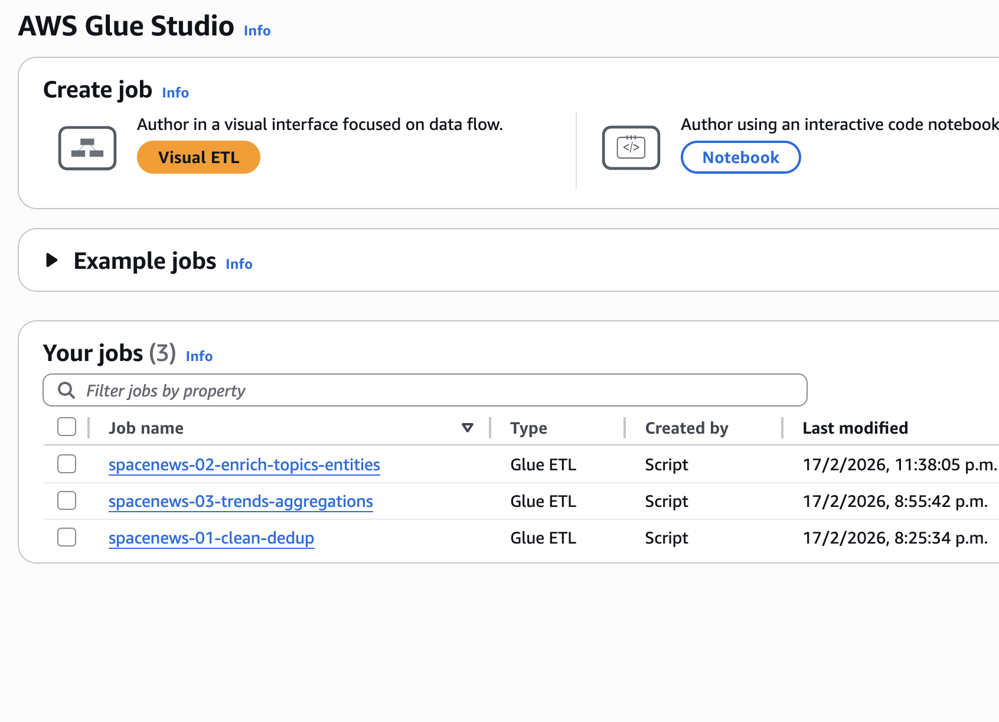 AWS Glue Studio Info
Create job Info
Author in a visual interface focused on data flow.
Visual ETL
Author using an interactive code notebook
</>
Notebook
Example jobs Info
Your jobs (3) Info
Filter jobs by property
Job name Type Created by Last modified
spacenews-02-enrich-topics-entities Glue ETL Script 17/2/2026, 11:38:05 p.m.
spacenews-03-trends-aggregations Glue ETL Script 17/2/2026, 8:55:42 p.m.
spacenews-01-clean-dedup Glue ETL Script 17/2/2026, 8:25:34 p.m.